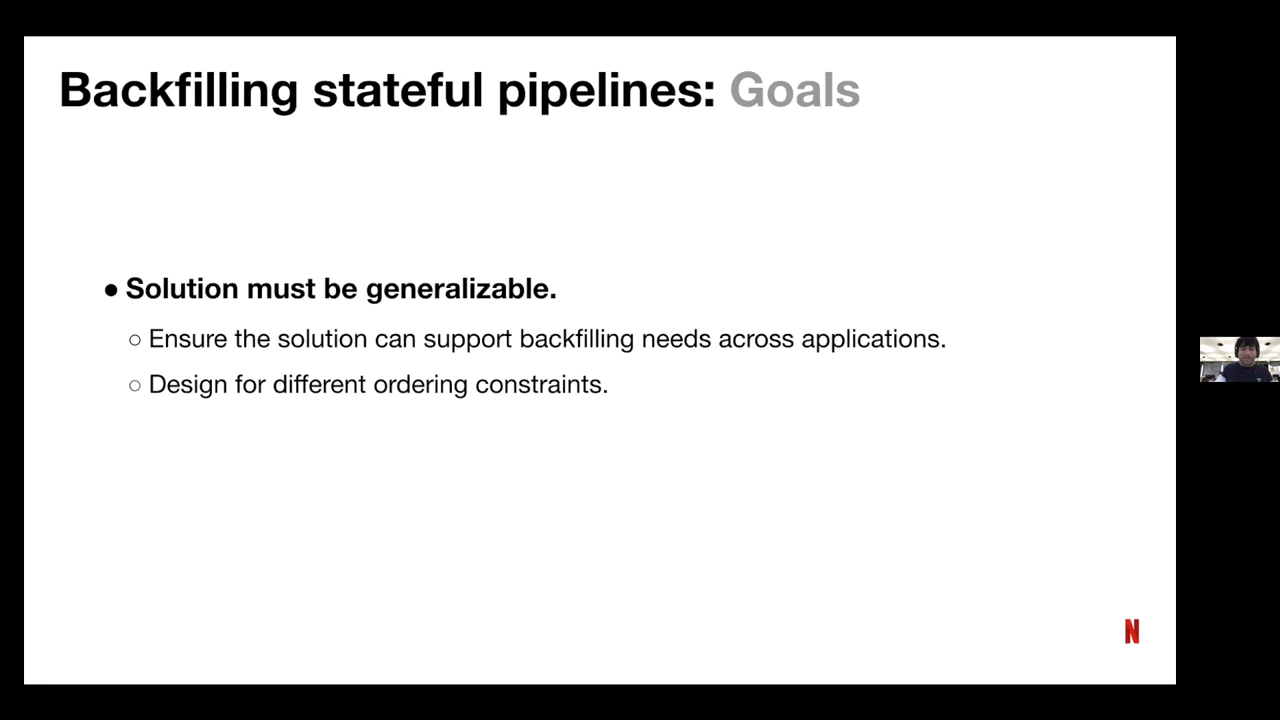 Backfilling stateful pipelines: Goals
● Solution must be generalizable.
○ Ensure the solution can support backfilling needs across applications.
○ Design for different ordering constraints.
N